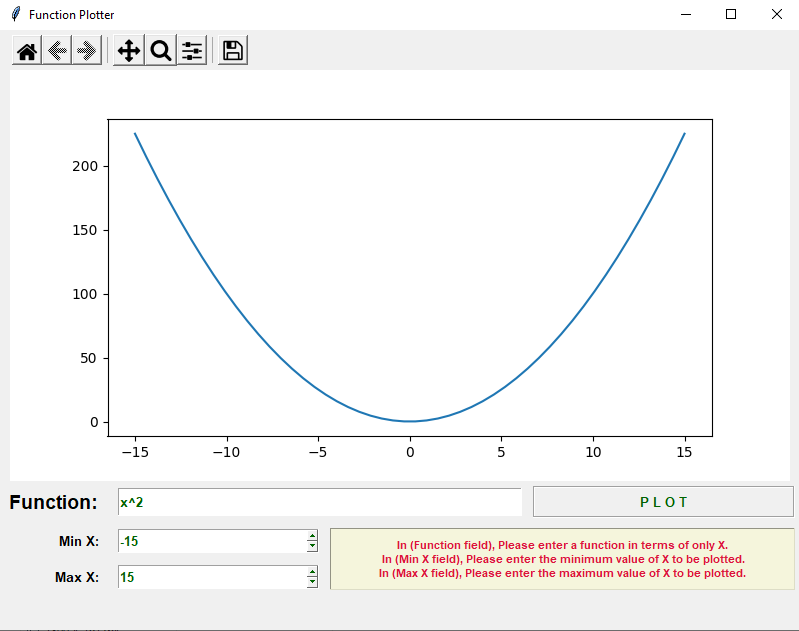 Function Plotter
200
150
100
50
0
−15 −10 −5 0 5 10 15
Function: x^2 PLOT
Min X: -15
Max X: 15
In (Function field), Please enter a function in terms of only X.
In (Min X field), Please enter the minimum value of X to be plotted.
In (Max X field), Please enter the maximum value of X to be plotted.